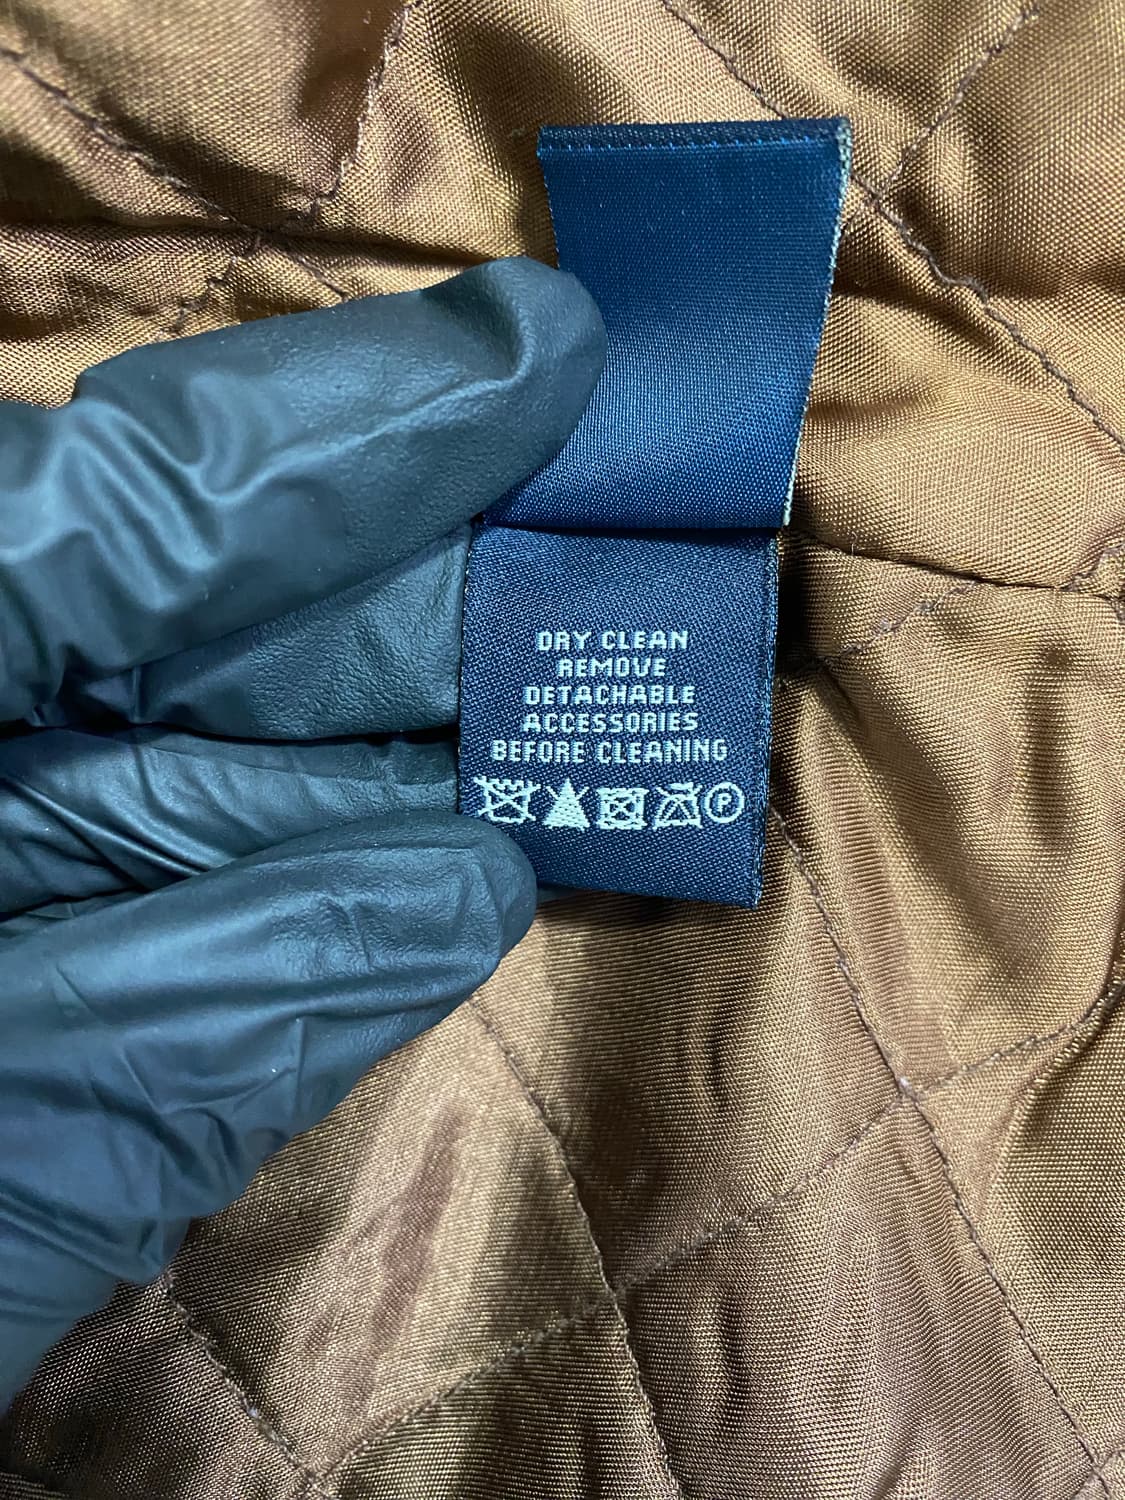 DRY CLEAN
REMOVE
DETACHABLE
ACCESSORIES
BEFORE CLEANING
P